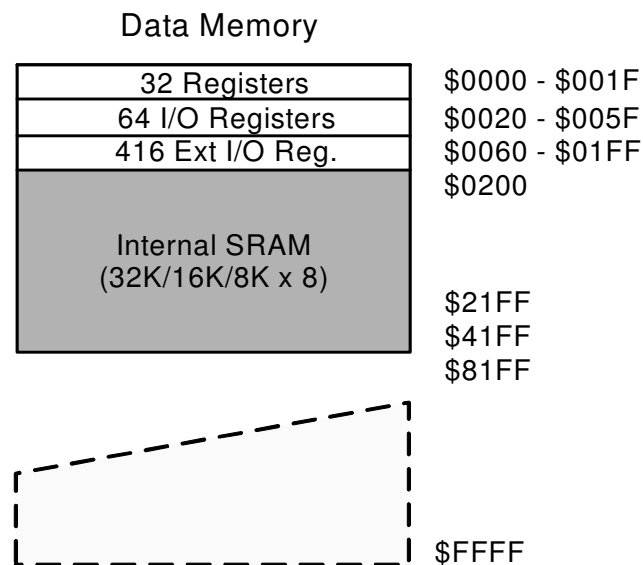 Data Memory
32 Registers $0000 - $001F
64 I/O Registers $0020 - $005F
416 Ext I/O Reg. $0060 - $01FF
$0200
Internal SRAM
(32K/16K/8K x 8)
$21FF
$41FF
$81FF
$FFFF